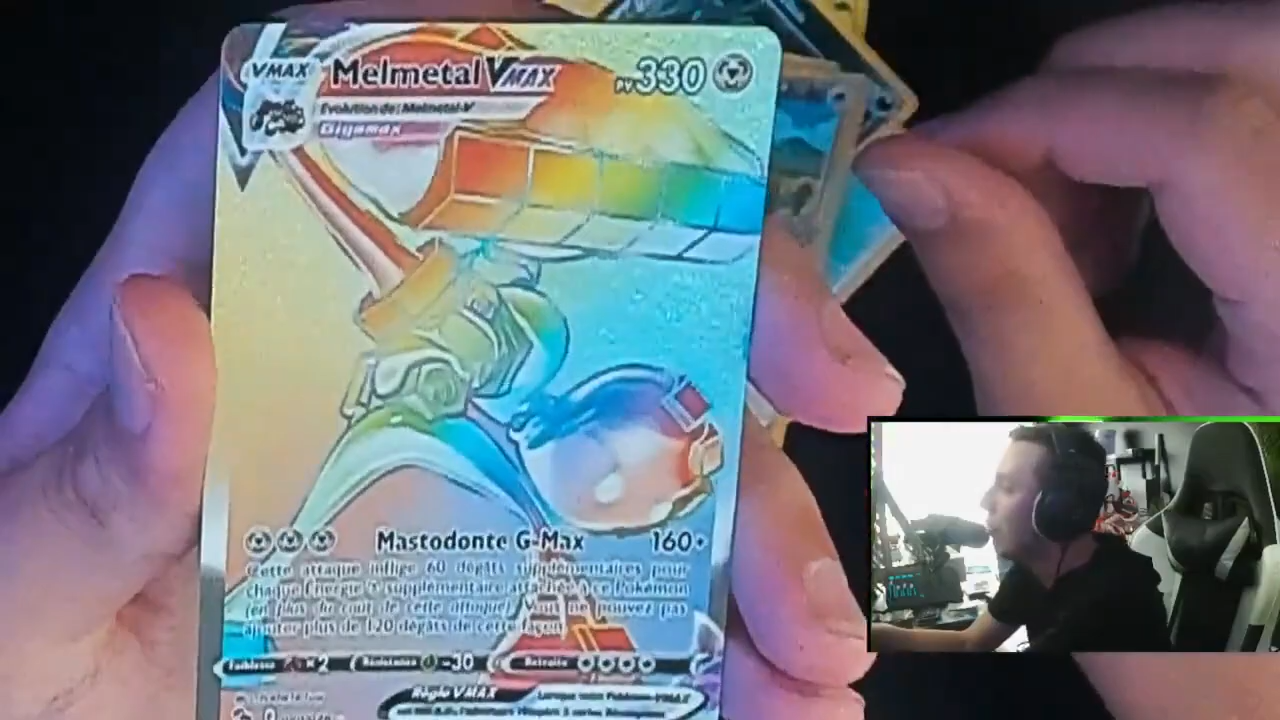 VMAX Melmetal VMAX PV330
Evolution de : Melmetal-V
Gigamax
Mastodonte G-Max 160+
Cette attaque inflige 60 dégâts supplémentaires pour
chaque Énergie supplémentaire attachée à ce Pokémon
(en plus du coût de cette attaque). Vous ne pouvez pas
ajouter plus de 120 dégâts de cette façon.
Faiblesse ×2 Résistance -30 Retraite
Règle VMAX